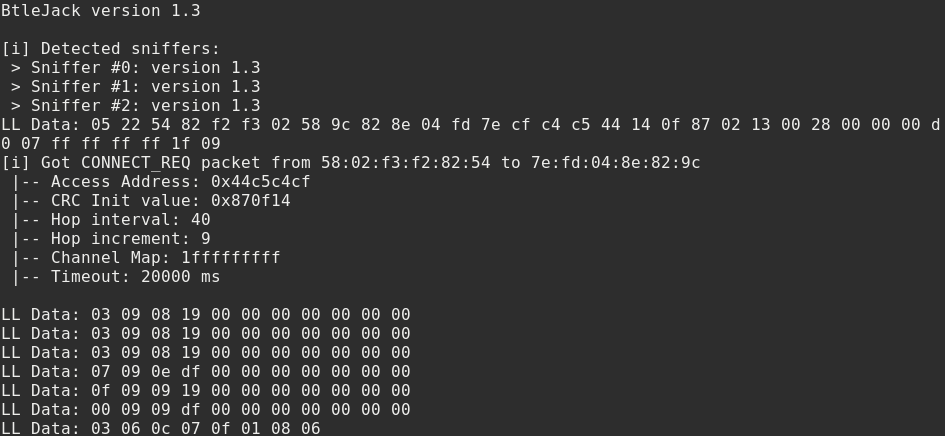 BtleJack version 1.3
[i] Detected sniffers:
 > Sniffer #0: version 1.3
 > Sniffer #1: version 1.3
 > Sniffer #2: version 1.3
LL Data: 05 22 54 82 f2 f3 02 58 9c 82 8e 04 fd 7e cf c4 c5 44 14 0f 87 02 13 00 28 00 00 00 d
0 07 ff ff ff ff 1f 09
[i] Got CONNECT_REQ packet from 58:02:f3:f2:82:54 to 7e:fd:04:8e:82:9c
 |-- Access Address: 0x44c5c4cf
 |-- CRC Init value: 0x870f14
 |-- Hop interval: 40
 |-- Hop increment: 9
 |-- Channel Map: 1fffffffff
 |-- Timeout: 20000 ms
LL Data: 03 09 08 19 00 00 00 00 00 00 00
LL Data: 03 09 08 19 00 00 00 00 00 00 00
LL Data: 03 09 08 19 00 00 00 00 00 00 00
LL Data: 07 09 0e df 00 00 00 00 00 00 00
LL Data: 0f 09 09 19 00 00 00 00 00 00 00
LL Data: 00 09 09 df 00 00 00 00 00 00 00
LL Data: 03 06 0c 07 0f 01 08 06